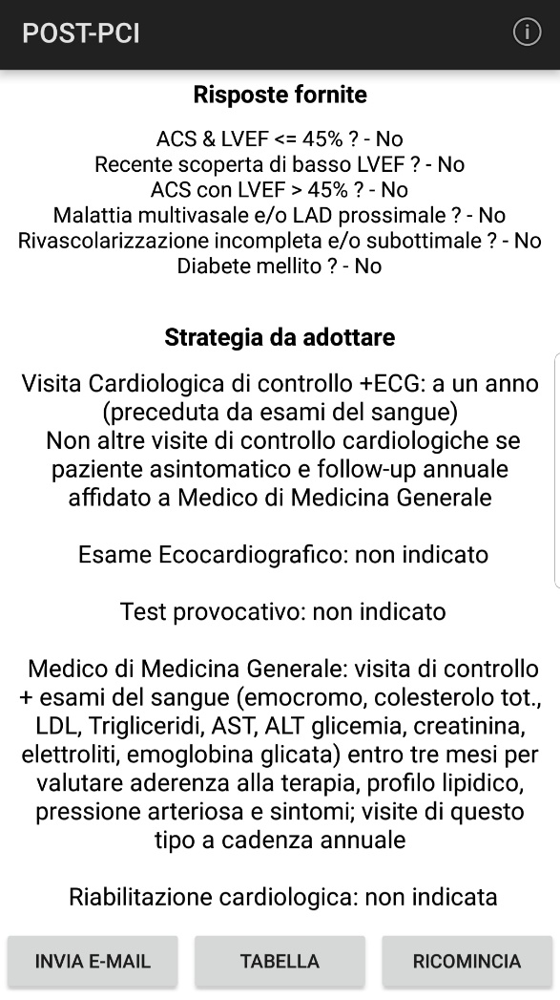 POST-PCI
Risposte fornite
ACS & LVEF <= 45% ? - No
Recente scoperta di basso LVEF ? - No
ACS con LVEF > 45% ? - No
Malattia multivasale e/o LAD prossimale ? - No
Rivascolarizzazione incompleta e/o subottimale ? - No
Diabete mellito ? - No
Strategia da adottare
Visita Cardiologica di controllo +ECG: a un anno
(preceduta da esami del sangue)
Non altre visite di controllo cardiologiche se
paziente asintomatico e follow-up annuale
affidato a Medico di Medicina Generale
Esame Ecocardiografico: non indicato
Test provocativo: non indicato
Medico di Medicina Generale: visita di controllo
+ esami del sangue (emocromo, colesterolo tot.,
LDL, Trigliceridi, AST, ALT glicemia, creatinina,
elettroliti, emoglobina glicata) entro tre mesi per
valutare aderenza alla terapia, profilo lipidico,
pressione arteriosa e sintomi; visite di questo
tipo a cadenza annuale
Riabilitazione cardiologica: non indicata
INVIA E-MAIL
TABELLA
RICOMINCIA